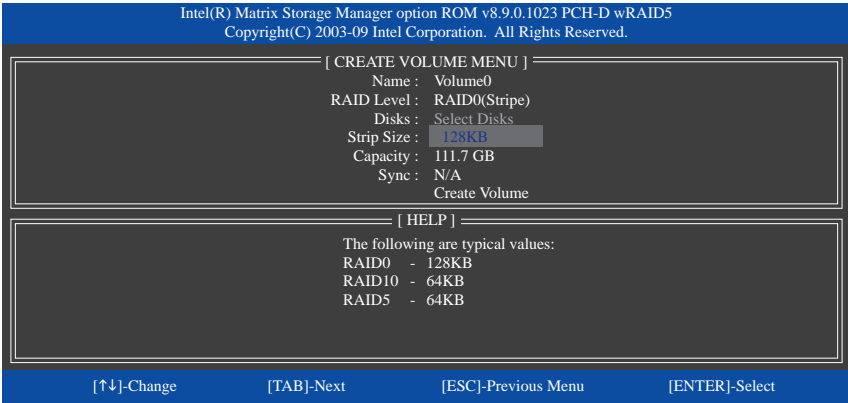 Intel(R) Matrix Storage Manager option ROM v8.9.0.1023 PCH-D wRAID5
Copyright(C) 2003-09 Intel Corporation. All Rights Reserved.
[ CREATE VOLUME MENU ]
Name : Volume0
RAID Level : RAID0(Stripe)
Disks : Select Disks
Strip Size : 128KB
Capacity : 111.7 GB
Sync : N/A
Create Volume
[ HELP ]
The following are typical values:
RAID0 - 128KB
RAID10 - 64KB
RAID5 - 64KB
[↑↓]-Change [TAB]-Next [ESC]-Previous Menu [ENTER]-Select